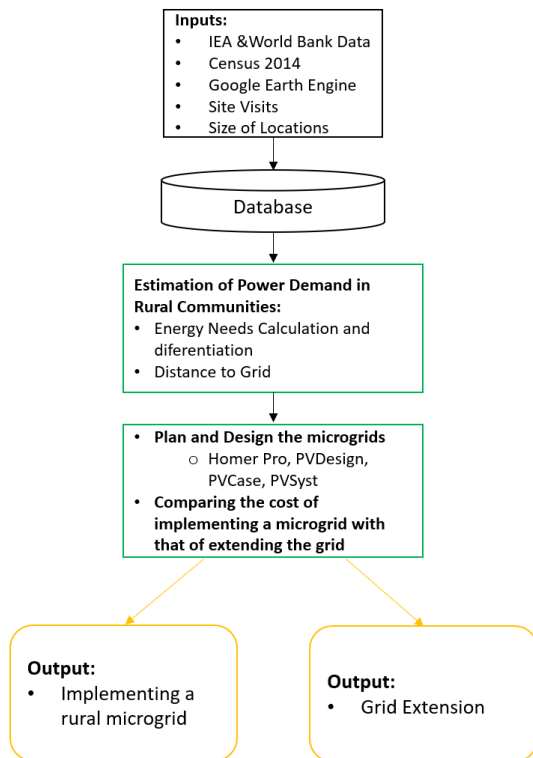 Inputs:
• IEA &World Bank Data
• Census 2014
• Google Earth Engine
• Site Visits
• Size of Locations
Database
Estimation of Power Demand in
Rural Communities:
• Energy Needs Calculation and
diferentiation
• Distance to Grid
• Plan and Design the microgrids
o Homer Pro, PVDesign,
PVCase, PVSyst
• Comparing the cost of
implementing a microgrid with
that of extending the grid
Output:
• Implementing a
rural microgrid
Output:
• Grid Extension